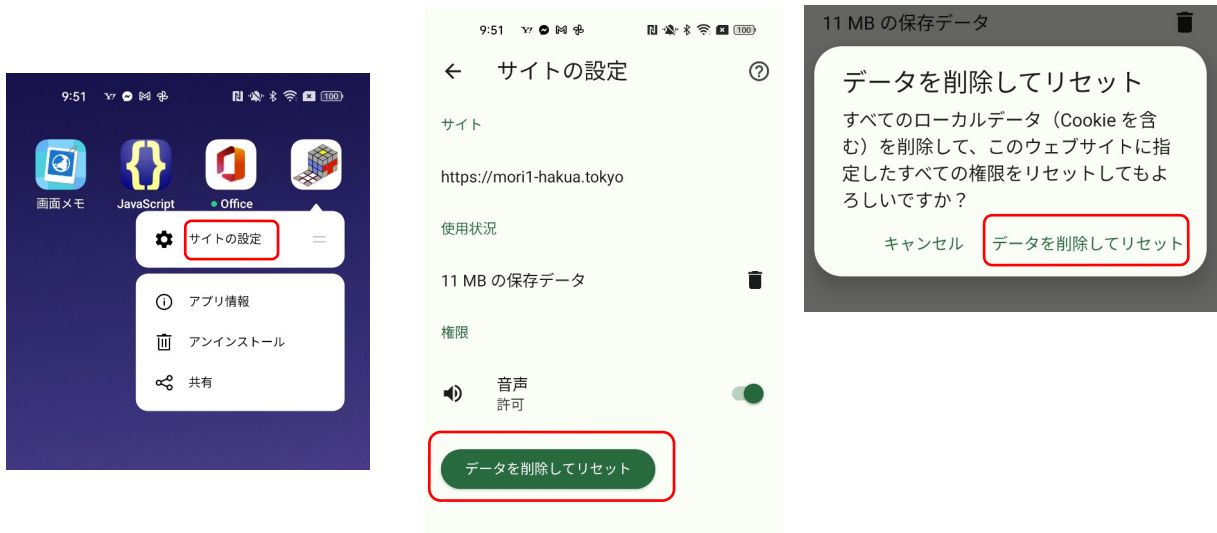 9:51
100
画面メモ
JavaScript
Office
サイトの設定
アプリ情報
アンインストール
共有
9:51
100
サイトの設定
サイト
https://mori1-hakua.tokyo
使用状況
11 MB の保存データ
権限
音声
許可
データを削除してリセット
11 MB の保存データ
データを削除してリセット
すべてのローカルデータ（Cookie を含
む）を削除して、このウェブサイトに指
定したすべての権限をリセットしてもよ
ろしいですか？
キャンセル
データを削除してリセット